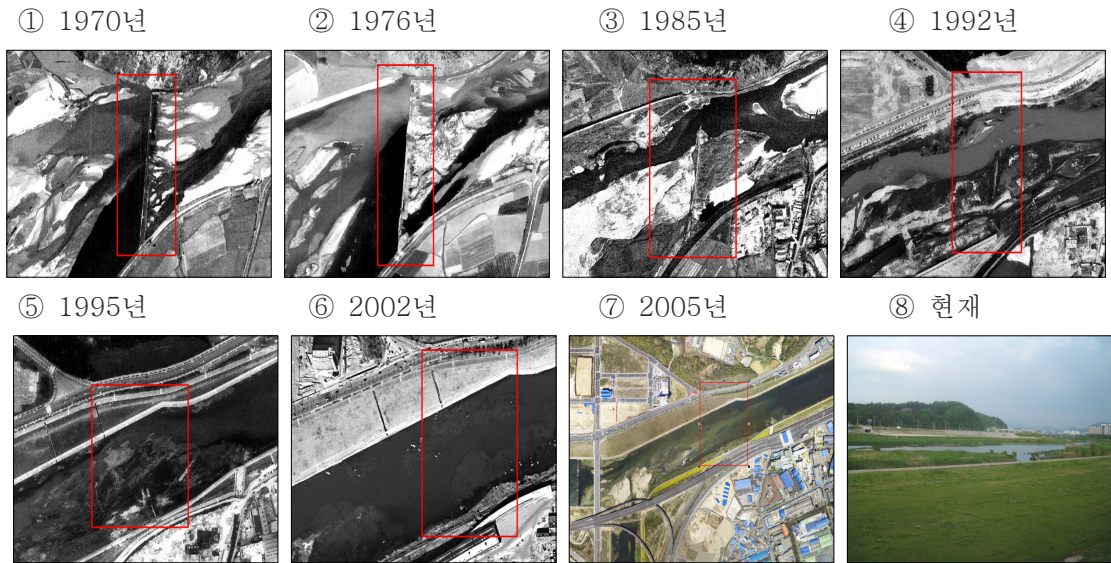 ① 1970년
② 1976년
③ 1985년
④ 1992년
⑤ 1995년
⑥ 2002년
⑦ 2005년
⑧ 현재